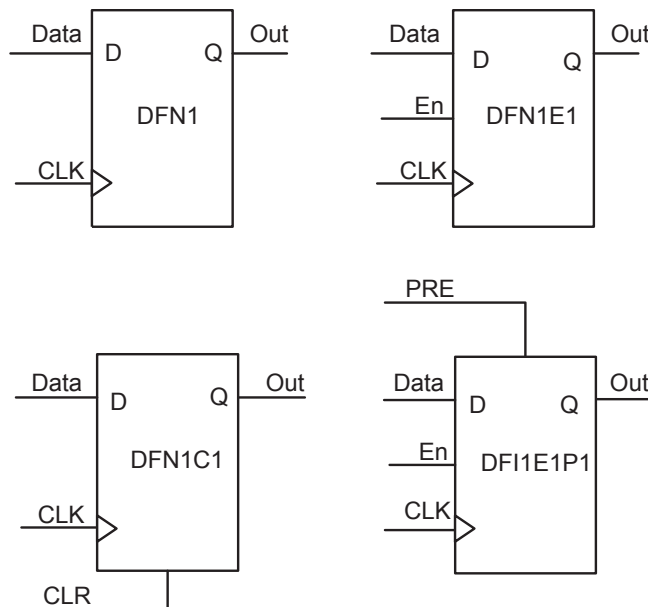 Data
D
Q
Out
DFN1
CLK
Data
D
Q
Out
En
DFN1E1
CLK
Data
D
Q
Out
DFN1C1
CLK
CLR
PRE
Data
D
Q
Out
En
DFI1E1P1
CLK